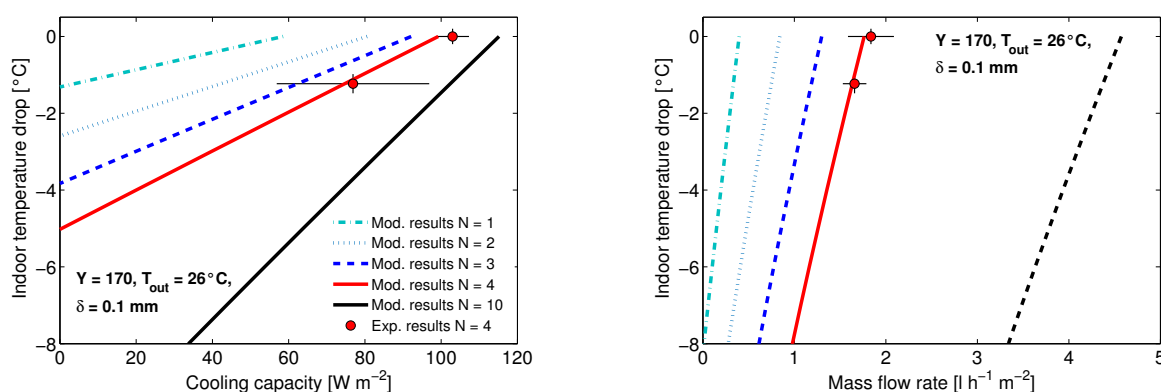 0
−2
−4
−6
−8
Indoor temperature drop [°C]
Mod. results N = 1
Mod. results N = 2
Mod. results N = 3
Mod. results N = 4
Mod. results N = 10
Exp. results N = 4
Y = 170, Tout = 26°C,
δ = 0.1 mm
0 20 40 60 80 100 120
Cooling capacity [W m−2]
0
−2
−4
−6
−8
Indoor temperature drop [°C]
Y = 170, Tout = 26°C,
δ = 0.1 mm
0 1 2 3 4 5
Mass flow rate [l h−1 m−2]